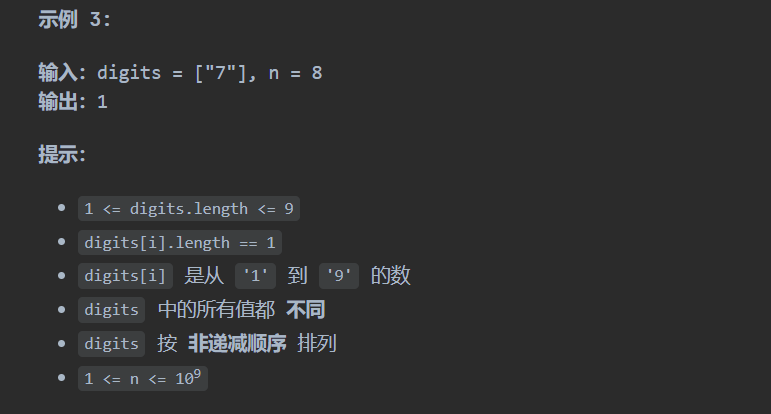 示例 3：
输入：digits = ["7"], n = 8
输出：1
提示：
1 <= digits.length <= 9
digits[i].length == 1
digits[i] 是从 '1' 到 '9' 的数
digits 中的所有值都 不同
digits 按 非递减顺序 排列
1 <= n <= 10⁹